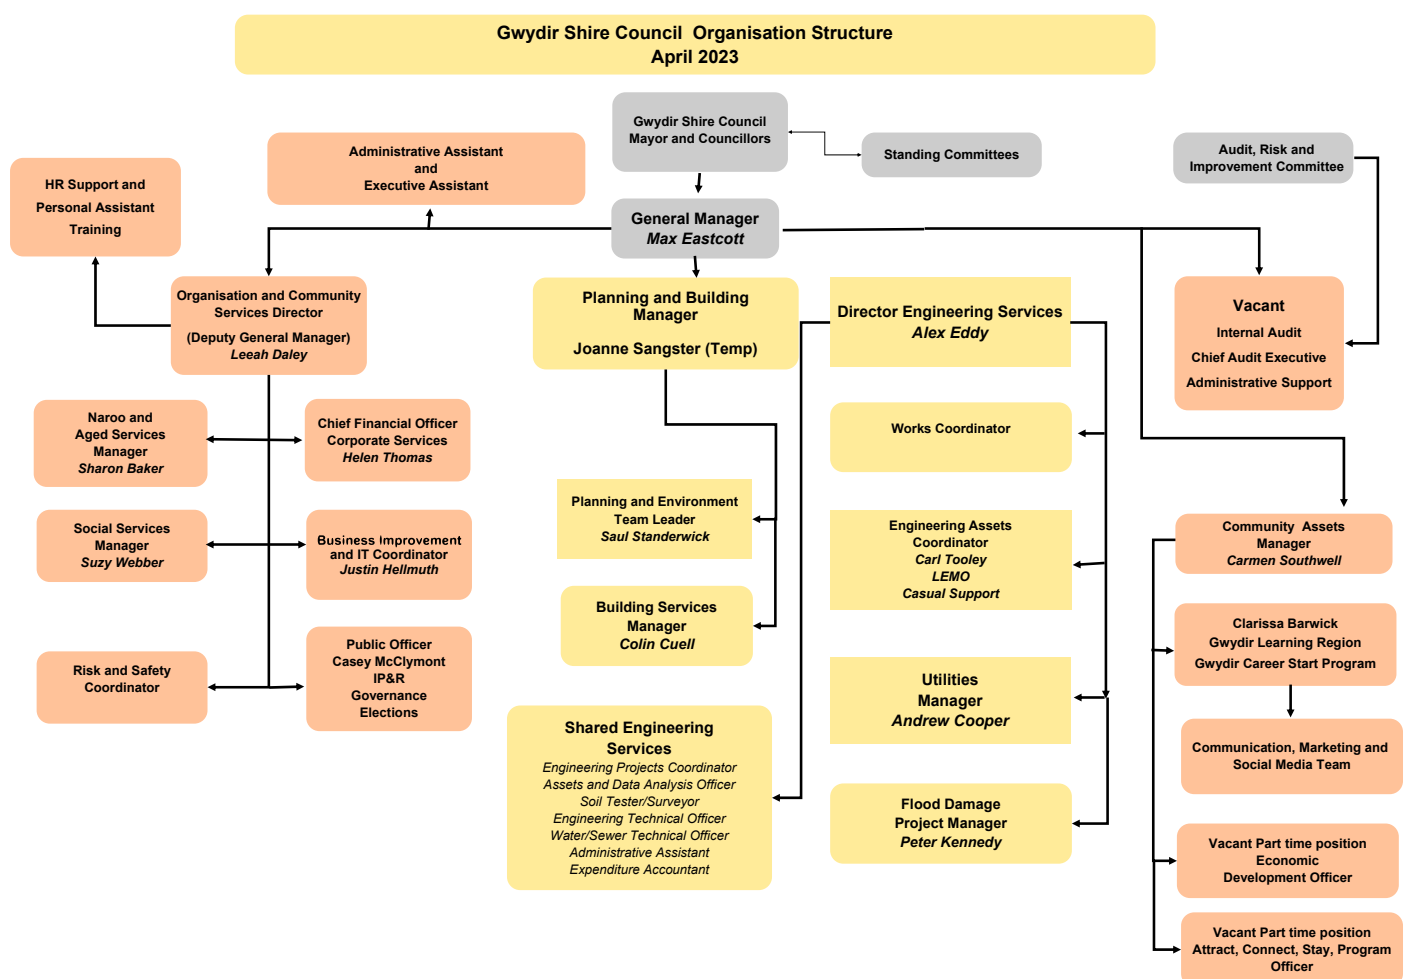 Gwydir Shire Council  Organisation Structure
April 2023
Gwydir Shire Council
Mayor and Councillors
Standing Committees
Audit, Risk and
Improvement Committee
Administrative Assistant
and
Executive Assistant
HR Support and
Personal Assistant
Training
General Manager
Max Eastcott
Organisation and Community
Services Director
(Deputy General Manager)
Leeah Daley
Planning and Building
Manager
Joanne Sangster (Temp)
Director Engineering Services
Alex Eddy
Vacant
Internal Audit
Chief Audit Executive
Administrative Support
Naroo and
Aged Services
Manager
Sharon Baker
Chief Financial Officer
Corporate Services
Helen Thomas
Social Services
Manager
Suzy Webber
Business Improvement
and IT Coordinator
Justin Hellmuth
Risk and Safety
Coordinator
Public Officer
Casey McClymont
IP&R
Governance
Elections
Planning and Environment
Team Leader
Saul Standerwick
Building Services
Manager
Colin Cuell
Shared Engineering
Services
Engineering Projects Coordinator
Assets and Data Analysis Officer
Soil Tester/Surveyor
Engineering Technical Officer
Water/Sewer Technical Officer
Administrative Assistant
Expenditure Accountant
Works Coordinator
Engineering Assets
Coordinator
Carl Tooley
LEMO
Casual Support
Utilities
Manager
Andrew Cooper
Flood Damage
Project Manager
Peter Kennedy
Community  Assets
Manager
Carmen Southwell
Clarissa Barwick
Gwydir Learning Region
Gwydir Career Start Program
Communication, Marketing and
Social Media Team
Vacant Part time position
Economic
Development Officer
Vacant Part time position
Attract, Connect, Stay, Program
Officer